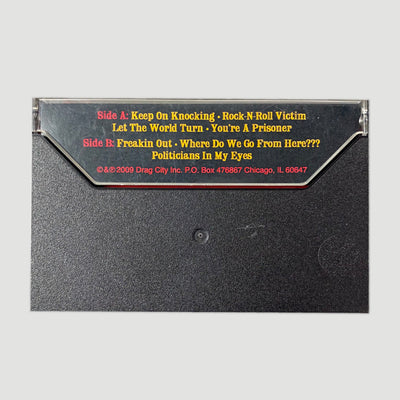 Side A: Keep On Knocking • Rock-N-Roll Victim
Let The World Turn • You're A Prisoner
Side B: Freakin Out • Where Do We Go From Here???
Politicians In My Eyes
©&℗2009 Drag City Inc. P.O. Box 476867 Chicago, IL 60647